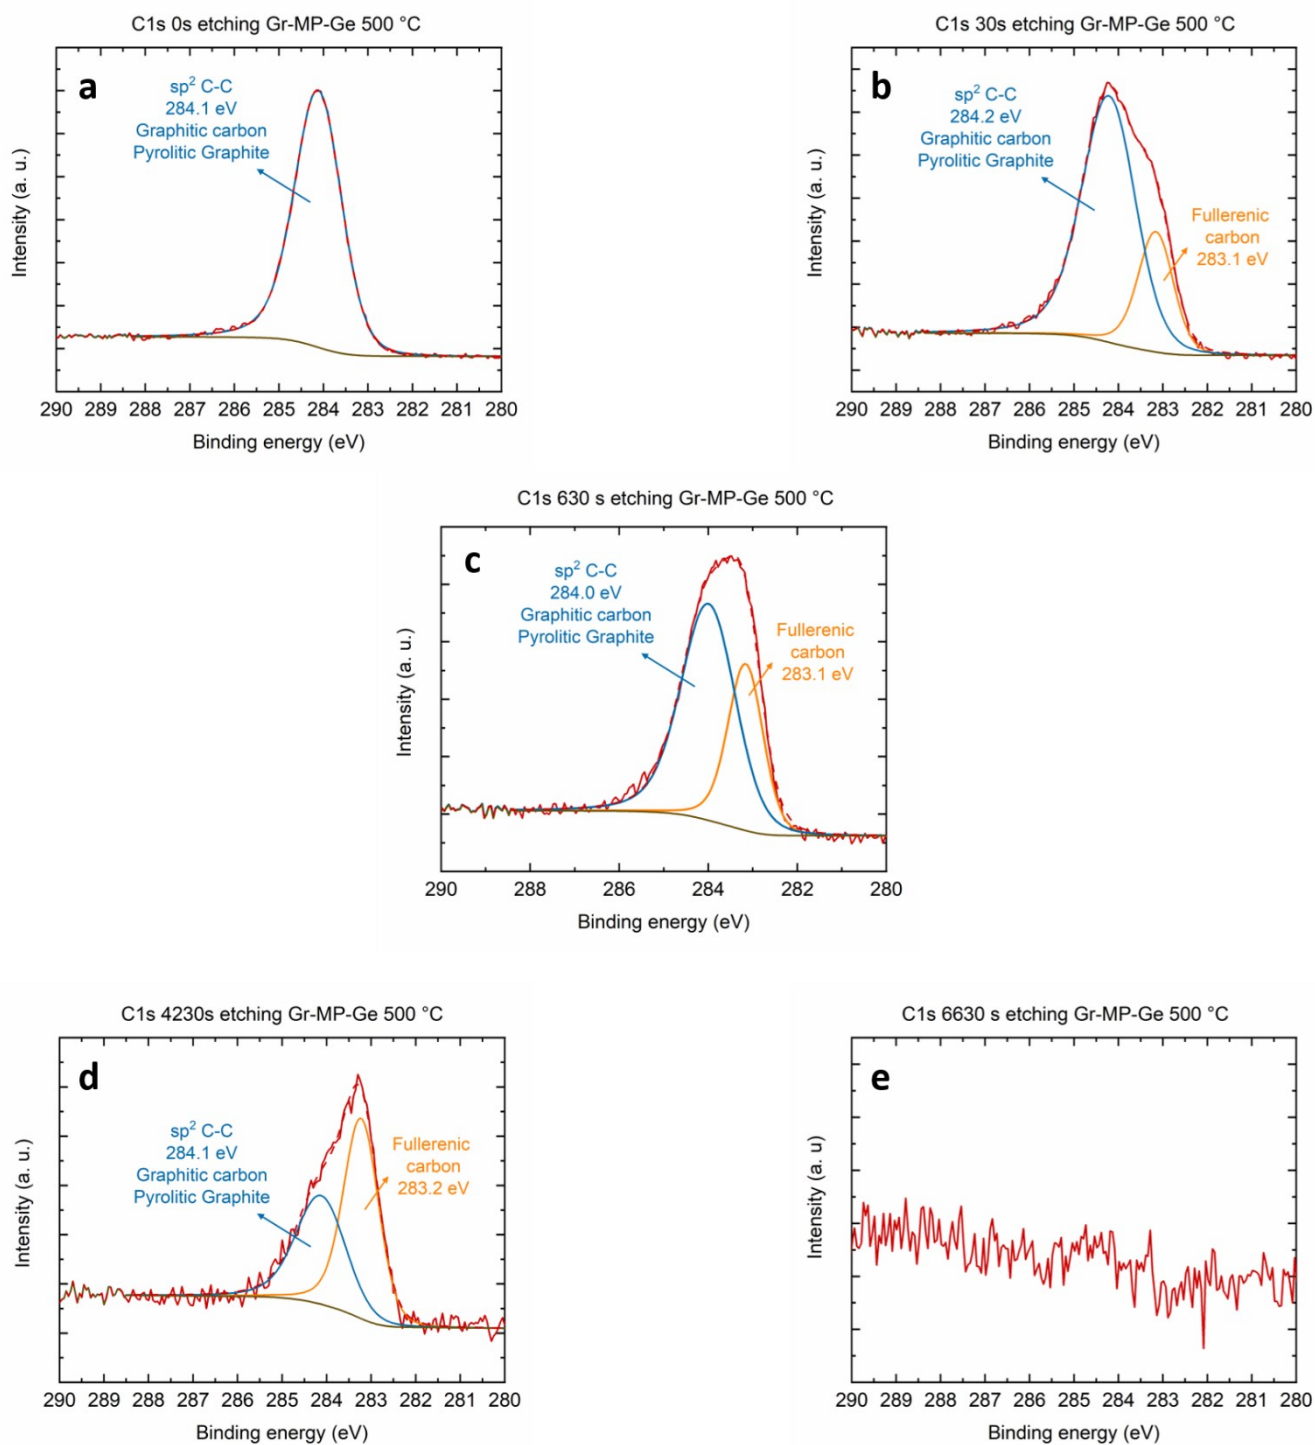 C1s 0s etching Gr-MP-Ge 500 °C
a
sp² C-C
284.1 eV
Graphitic carbon
Pyrolitic Graphite
Intensity (a. u.)
290 289 288 287 286 285 284 283 282 281 280
Binding energy (eV)
C1s 30s etching Gr-MP-Ge 500 °C
b
sp² C-C
284.2 eV
Graphitic carbon
Pyrolitic Graphite
Fullerenic
carbon
283.1 eV
Intensity (a. u.)
290 289 288 287 286 285 284 283 282 281 280
Binding energy (eV)
C1s 630 s etching Gr-MP-Ge 500 °C
c
sp² C-C
284.0 eV
Graphitic carbon
Pyrolitic Graphite
Fullerenic
carbon
283.1 eV
Intensity (a. u.)
290 288 286 284 282 280
Binding energy (eV)
C1s 4230s etching Gr-MP-Ge 500 °C
d
sp² C-C
284.1 eV
Graphitic carbon
Pyrolitic Graphite
Fullerenic
carbon
283.2 eV
Intensity (a. u.)
290 289 288 287 286 285 284 283 282 281 280
Binding energy (eV)
C1s 6630 s etching Gr-MP-Ge 500 °C
e
Intensity (a. u)
290 289 288 287 286 285 284 283 282 281 280
Binding energy (eV)